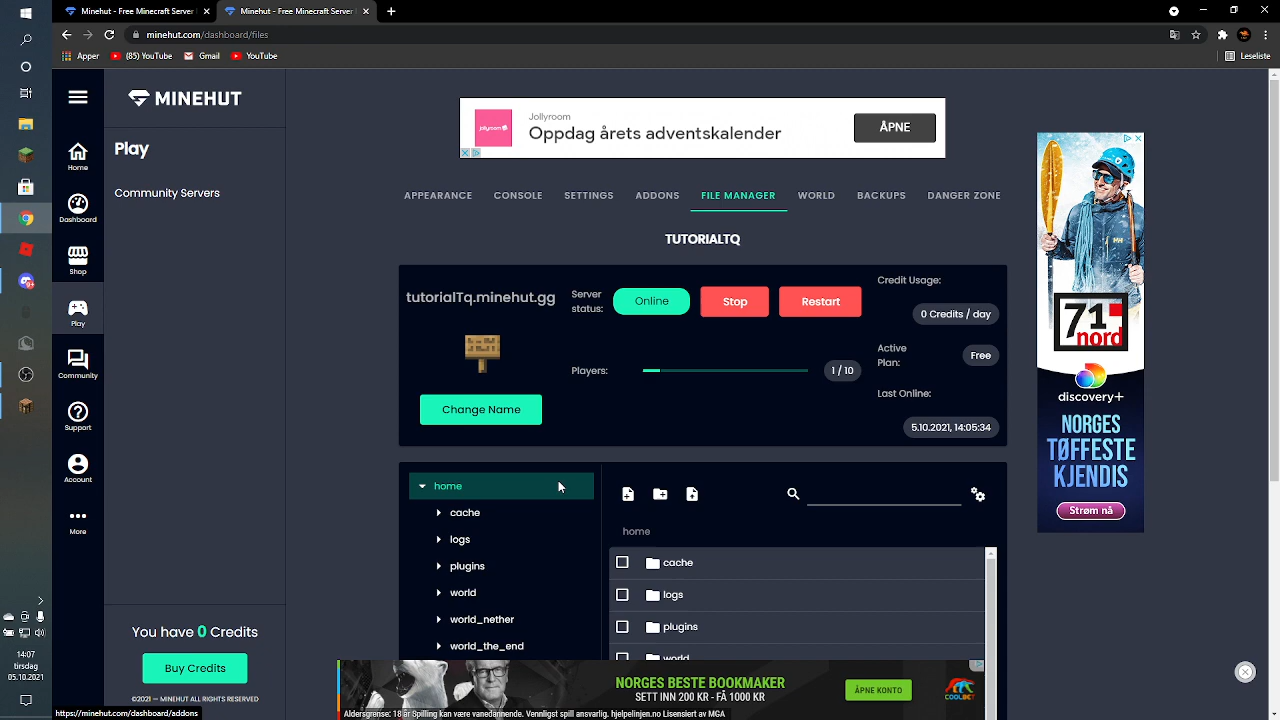 Minehut - Free Minecraft Server
Minehut - Free Minecraft Server
minehut.com/dashboard/files
Apper
(85) YouTube
Gmail
YouTube
Leseliste
MINEHUT
Play
Community Servers
Home
Dashboard
Shop
Play
Community
Support
Account
More
Jollyroom
jollyroom
Oppdag årets adventskalender
ÅPNE
APPEARANCE
CONSOLE
SETTINGS
ADDONS
FILE MANAGER
WORLD
BACKUPS
DANGER ZONE
TUTORIALTQ
tutorialTq.minehut.gg
Server status:
Online
Stop
Restart
Credit Usage:
0 Credits / day
Players:
1 / 10
Active Plan:
Free
Last Online:
5.10.2021, 14:05:34
Change Name
home
cache
logs
plugins
world
world_nether
world_the_end
home
cache
logs
plugins
world
71°
nord
discovery+
NORGES
TØFFESTE
KJENDIS
Strøm nå
You have 0 Credits
Buy Credits
©2021 — MINEHUT ALL RIGHTS RESERVED
https://minehut.com/dashboard/addons
NORGES BESTE BOOKMAKER
SETT INN 200 KR - FÅ 1000 KR
ÅPNE KONTO
COOLBET
Aldersgrense: 18 år Spilling kan være vanedannende. Vennligst spill ansvarlig, hjelpelinjen.no Lisensiert av MGA
14:07
tirsdag
05.10.2021